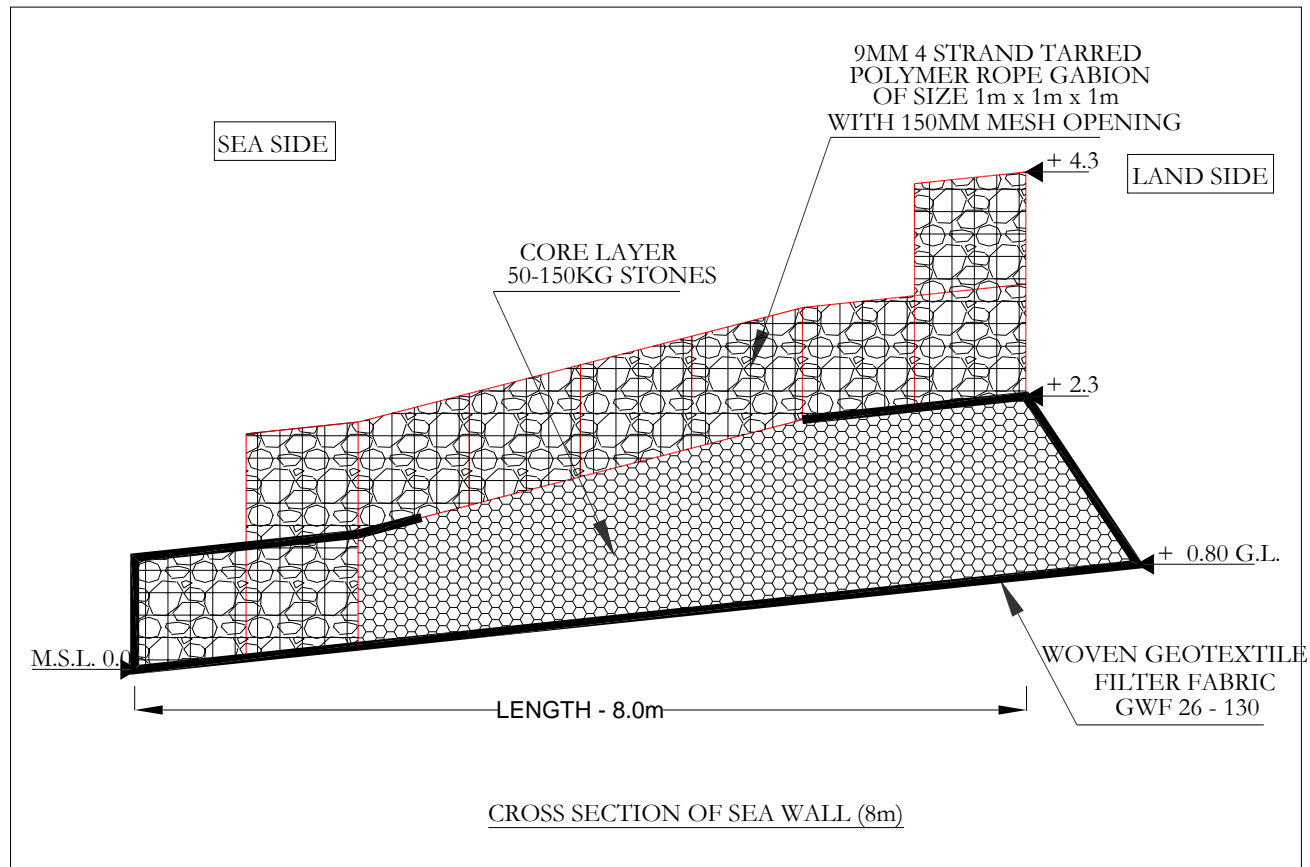 9MM 4 STRAND TARRED
POLYMER ROPE GABION
OF SIZE 1m x 1m x 1m
WITH 150MM MESH OPENING
SEA SIDE
+ 4.3
LAND SIDE
CORE LAYER
50-150KG STONES
+ 2.3
+ 0.80 G.L.
M.S.L. 0.0
WOVEN GEOTEXTILE
FILTER FABRIC
GWF 26 - 130
LENGTH - 8.0m
CROSS SECTION OF SEA WALL (8m)